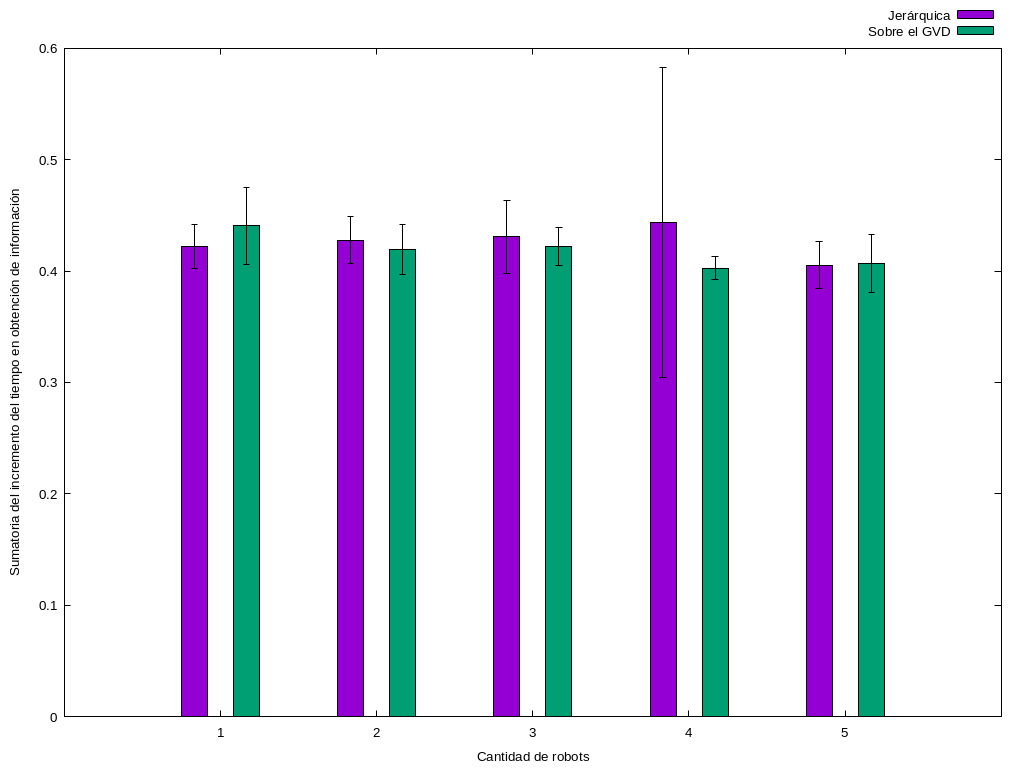 Jerárquica
Sobre el GVD
0.6
0.5
0.4
0.3
0.2
0.1
0
Sumatoria del incremento del tiempo en obtención de información
1 2 3 4 5
Cantidad de robots